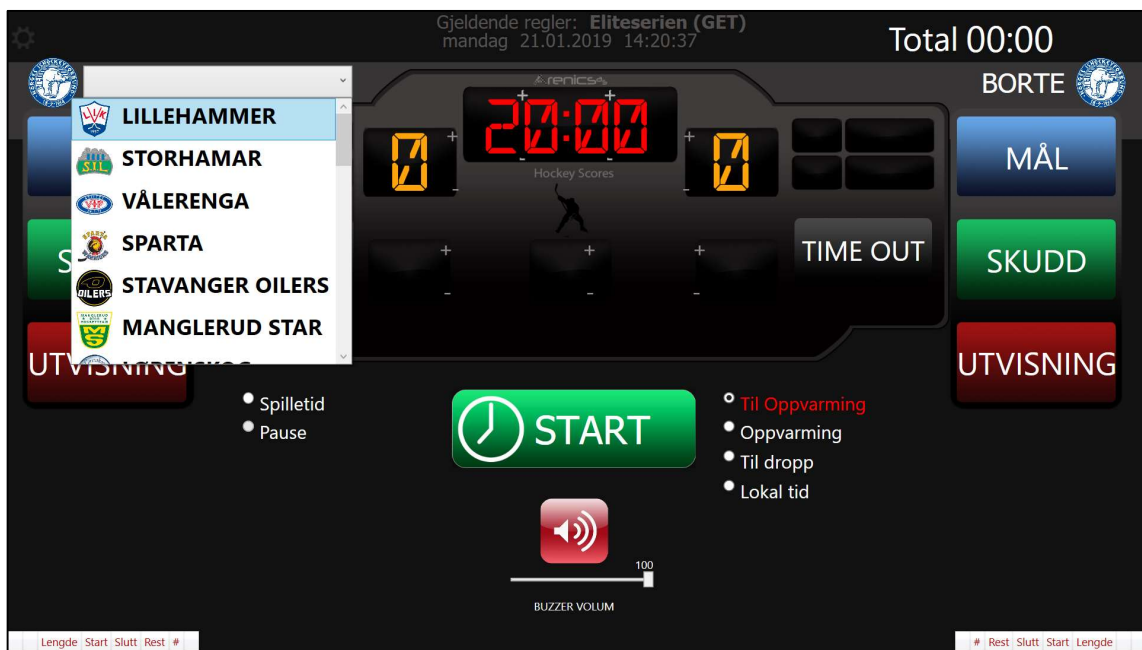 Gjeldende regler: Eliteserien (GET)
mandag 21.01.2019 14:20:37
Total 00:00
BORTE
arenicsa
20:00
0
0
Hockey Scores
LILLEHAMMER
STORHAMAR
VÅLERENGA
SPARTA
STAVANGER OILERS
MANGLERUD STAR
MÅL
TIME OUT
SKUDD
UTVISNING
UTVISNING
Spilletid
Pause
START
Til Oppvarming
Oppvarming
Til dropp
Lokal tid
100
BUZZER VOLUM
Lengde Start Slutt Rest #
# Rest Slutt Start Lengde